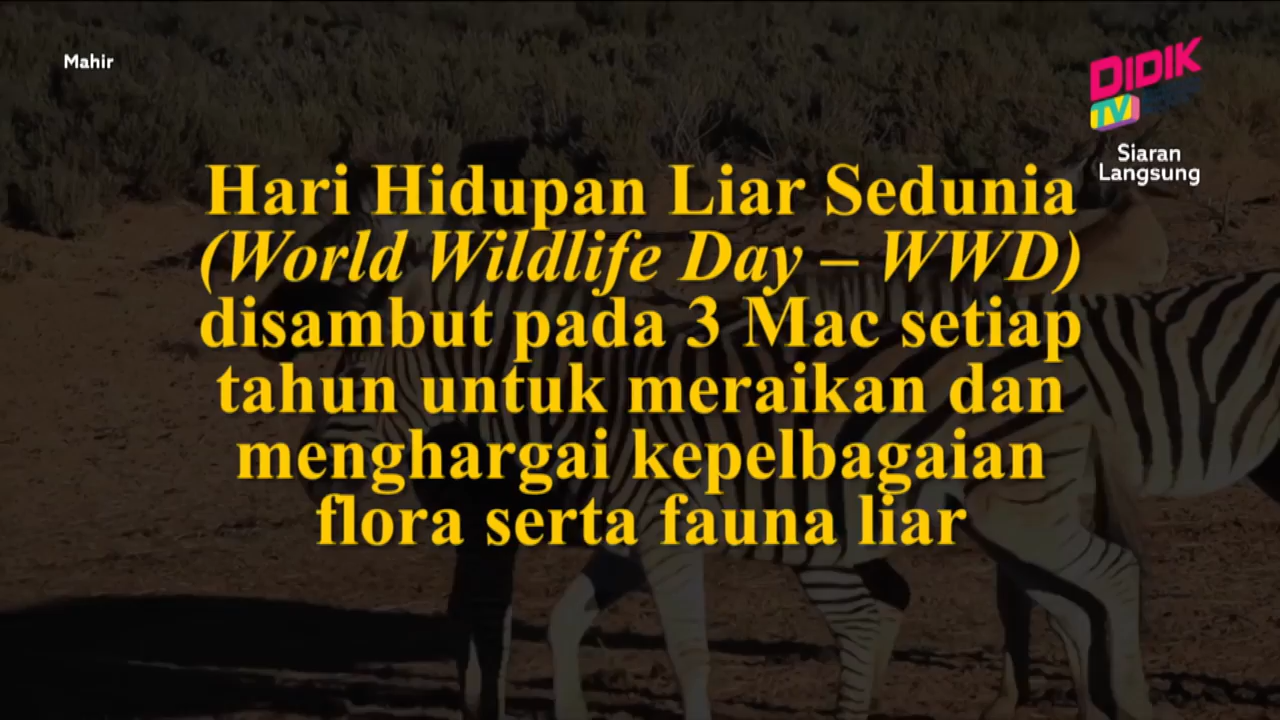 Mahir
DIDIK
TV
Siaran
Langsung
Hari Hidupan Liar Sedunia
(World Wildlife Day – WWD)
disambut pada 3 Mac setiap
tahun untuk meraikan dan
menghargai kepelbagaian
flora serta fauna liar